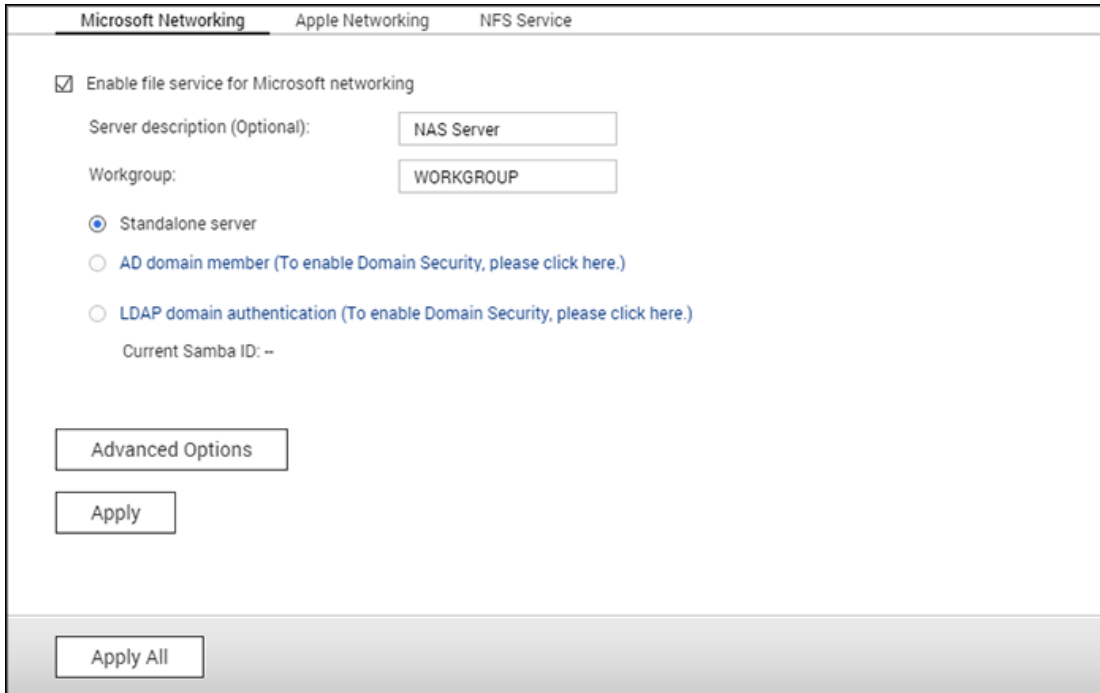 Microsoft Networking Apple Networking NFS Service
Enable file service for Microsoft networking
Server description (Optional): NAS Server
Workgroup: WORKGROUP
Standalone server
AD domain member (To enable Domain Security, please click here.)
LDAP domain authentication (To enable Domain Security, please click here.)
Current Samba ID: --
Advanced Options
Apply
Apply All